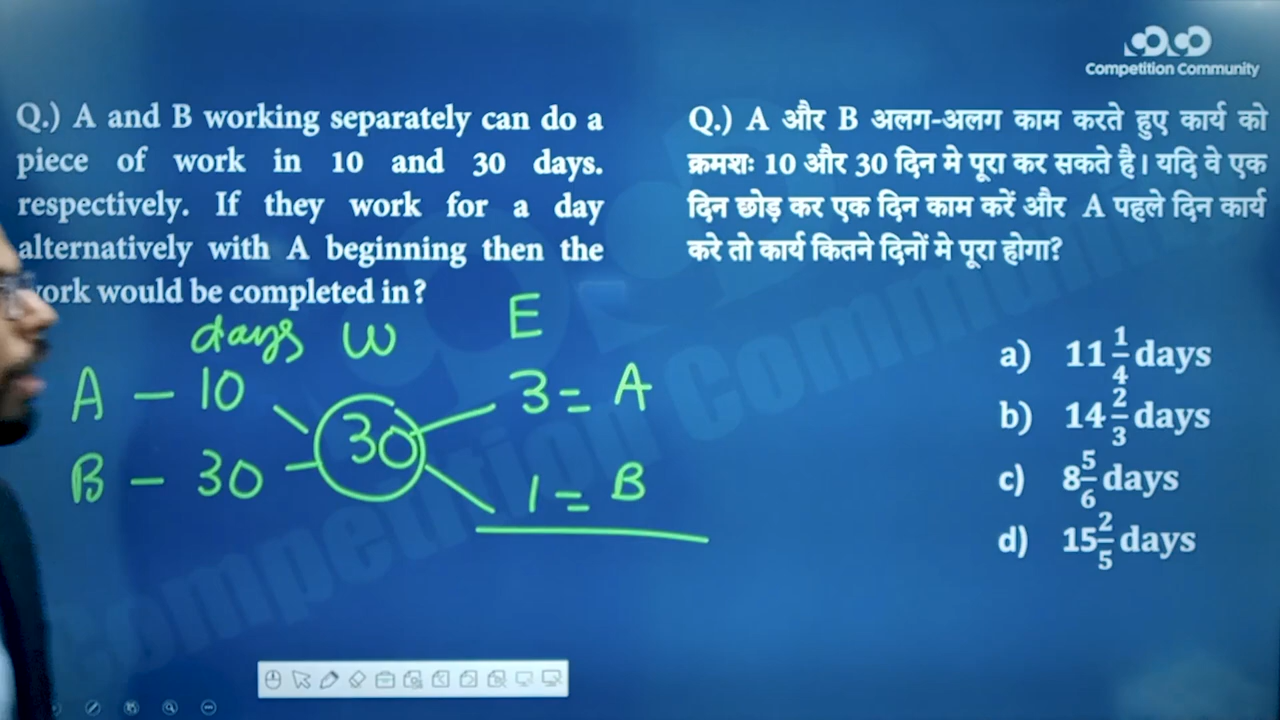 Competition Community
Q.) A and B working separately can do a
piece of work in 10 and 30 days.
respectively. If they work for a day
alternatively with A beginning then the
work would be completed in?
Q.) A और B अलग-अलग काम करते हुए कार्य को
क्रमशः 10 और 30 दिन मे पूरा कर सकते है। यदि वे एक
दिन छोड़ कर एक दिन काम करें और A पहले दिन कार्य
करे तो कार्य कितने दिनों मे पूरा होगा?
days W E
A – 10 30 3 = A
B – 30 1 = B
a) 11 1/4 days
b) 14 2/3 days
c) 8 5/6 days
d) 15 2/5 days
Competition Community